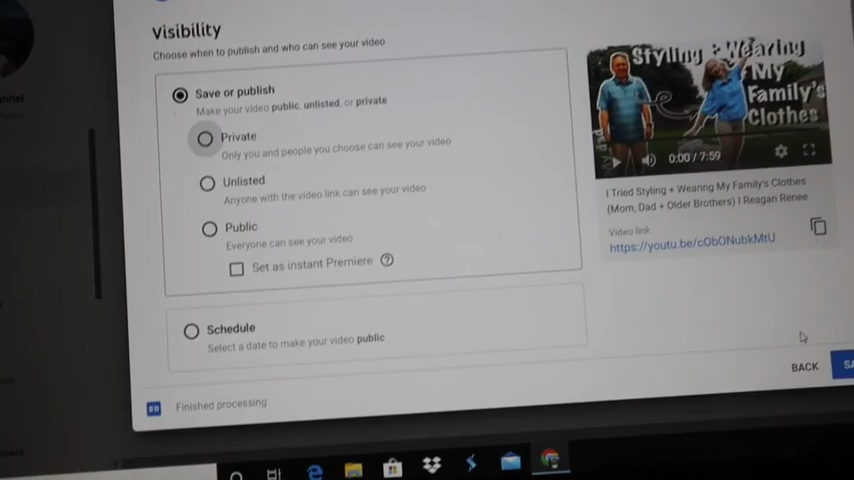 Visibility
Choose when to publish and who can see your video
Save or publish
Make your video public, unlisted, or private
Private
Only you and people you choose can see your video
Unlisted
Anyone with the video link can see your video
Public
Everyone can see your video
Set as instant Premiere
Schedule
Select a date to make your video public
Styling + Wearing
My
Family's
Clothes
0:00 / 7:59
I Tried Styling + Wearing My Family's Clothes
(Mom, Dad + Older Brothers) I Reagan Renee
Video link
https://youtu.be/cObONubkMtU
BACK
SA
Finished processing